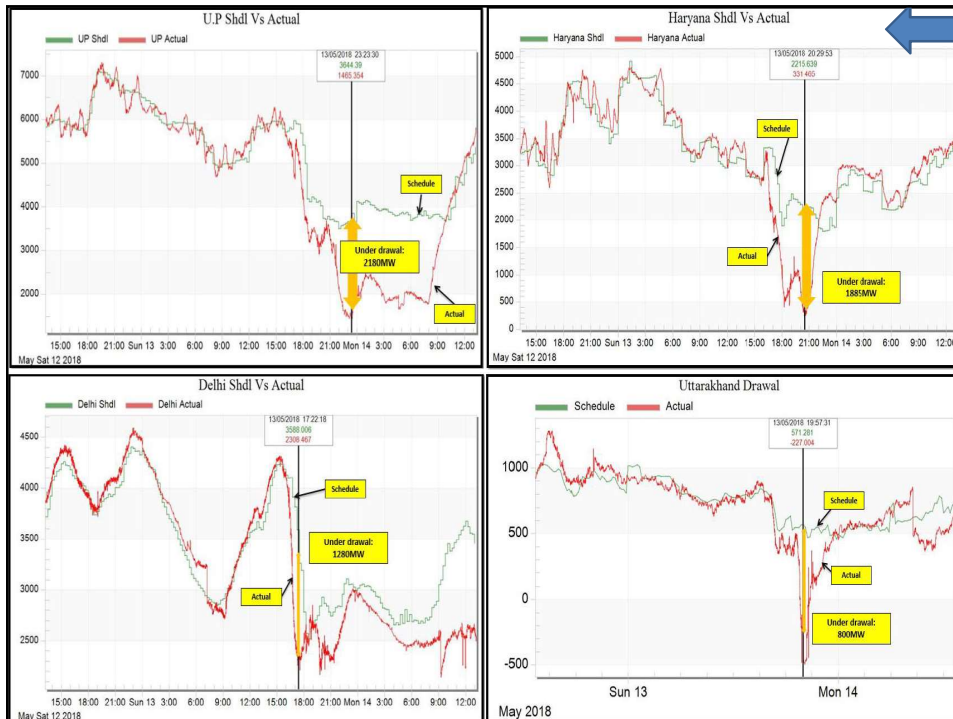 U.P Shdl Vs Actual
UP Shdl UP Actual
13/05/2018 23:23:30
3644.39
1465.354
7000
6000
5000
4000
3000
2000
Schedule
Under drawal:
2180MW
Actual
15:00 18:00 21:00 Sun 13 3:00 6:00 9:00 12:00 15:00 18:00 21:00 Mon 14 3:00 6:00 9:00 12:00
May Sat 12 2018
Haryana Shdl Vs Actual
Haryana Shdl Haryana Actual
13/05/2018 20:29:53
2215.639
331.465
5000
4500
4000
3500
3000
2500
2000
1500
1000
500
0
Schedule
Actual
Under drawal:
1885MW
15:00 18:00 21:00 Sun 13 3:00 6:00 9:00 12:00 15:00 18:00 21:00 Mon 14 3:00 6:00 9:00 12:00
May Sat 12 2018
Delhi Shdl Vs Actual
Delhi Shdl Delhi Actual
13/05/2018 17:22:18
3588.006
2308.467
4500
4000
3500
3000
2500
Schedule
Under drawal:
1280MW
Actual
15:00 18:00 21:00 Sun 13 3:00 6:00 9:00 12:00 15:00 18:00 21:00 Mon 14 3:00 6:00 9:00 12:00
May Sat 12 2018
Uttarakhand Drawal
Schedule Actual
13/05/2018 19:57:31
571.281
-227.004
1000
500
0
-500
Schedule
Actual
Under drawal:
800MW
Sun 13 Mon 14
May 2018